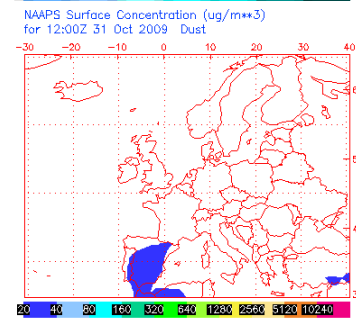 NAAPS Surface Concentration (ug/m**3)
for 12:00Z 31 Oct 2009 Dust
-30 -20 -10 0 10 20 30 40
20 40 80 160 320 640 1280 2560 5120 10240